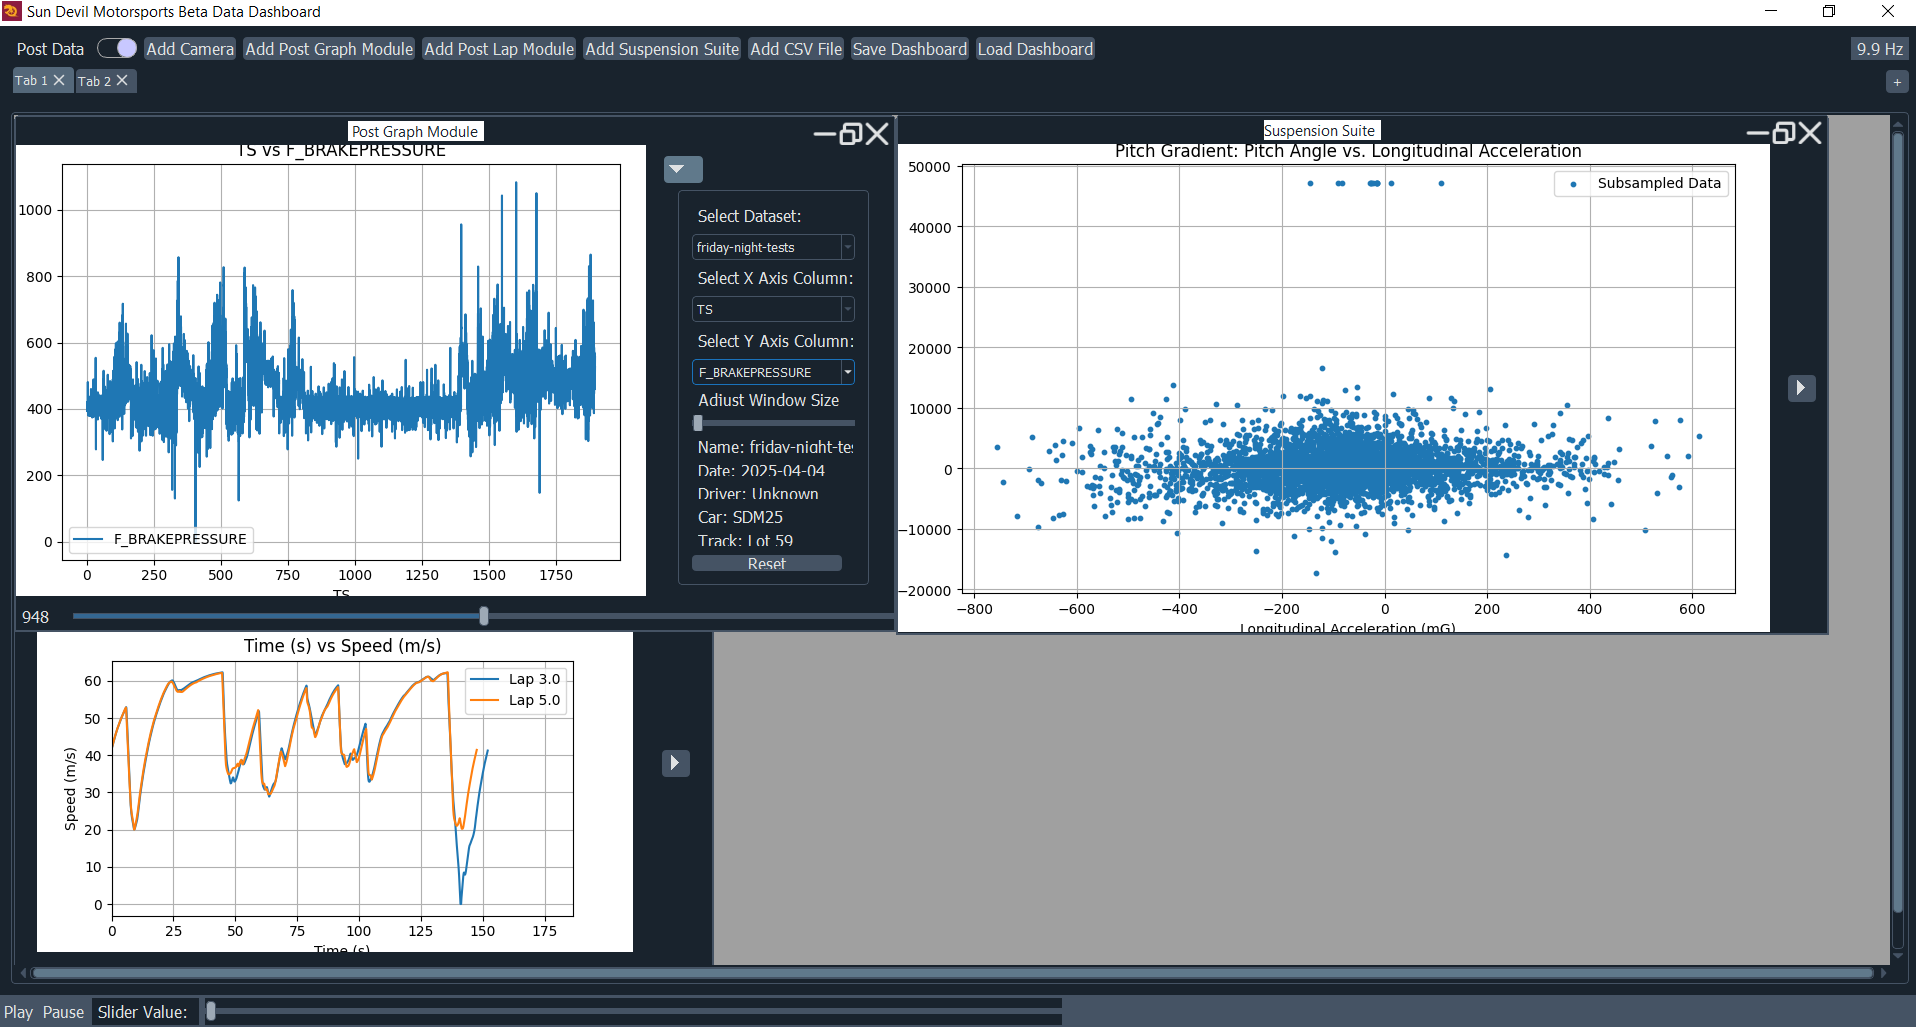 Sun Devil Motorsports Beta Data Dashboard
Post Data Add Camera Add Post Graph Module Add Post Lap Module Add Suspension Suite Add CSV File Save Dashboard Load Dashboard 9.9 Hz
Tab 1 Tab 2 +
Post Graph Module
TS vs F_BRAKEPRESSURE
1000
800
600
400
200
0
F_BRAKEPRESSURE
0 250 500 750 1000 1250 1500 1750
TS
948
Select Dataset:
friday-night-tests
Select X Axis Column:
TS
Select Y Axis Column:
F_BRAKEPRESSURE
Adjust Window Size
Name: friday-night-tes
Date: 2025-04-04
Driver: Unknown
Car: SDM25
Track: Lot 59
Reset
Suspension Suite
Pitch Gradient: Pitch Angle vs. Longitudinal Acceleration
Subsampled Data
50000
40000
30000
20000
10000
0
−10000
−20000
−800 −600 −400 −200 0 200 400 600
Longitudinal Acceleration (mG)
Time (s) vs Speed (m/s)
Lap 3.0
Lap 5.0
Speed (m/s)
60
50
40
30
20
10
0
0 25 50 75 100 125 150 175
Time (s)
Play Pause Slider Value: